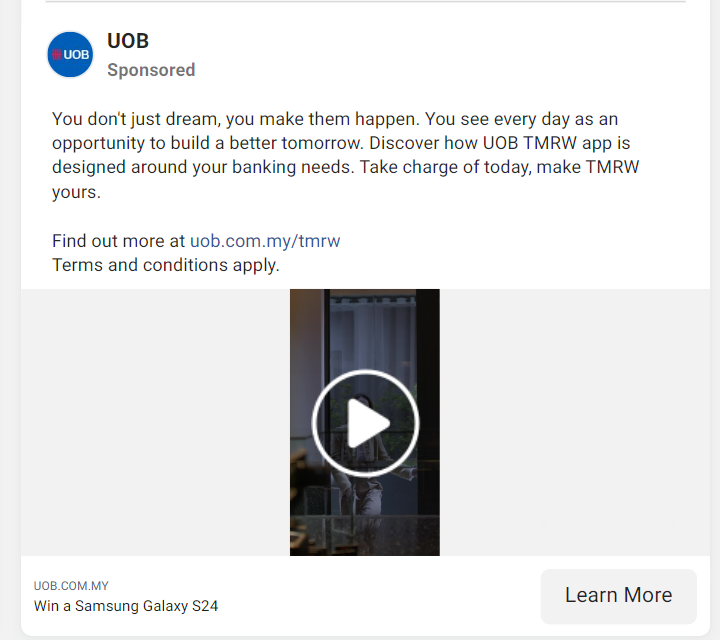 UOB
UOB
Sponsored
You don't just dream, you make them happen. You see every day as an
opportunity to build a better tomorrow. Discover how UOB TMRW app is
designed around your banking needs. Take charge of today, make TMRW
yours.
Find out more at uob.com.my/tmrw
Terms and conditions apply.
UOB.COM.MY
Win a Samsung Galaxy S24
Learn More